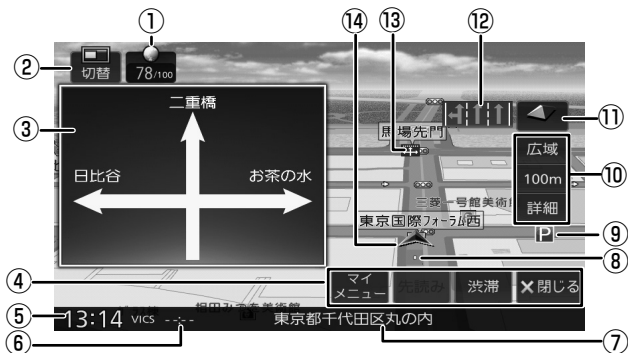 ① ② ③ ④ ⑤ ⑥ ⑦ ⑧ ⑨ ⑩ ⑪ ⑫ ⑬ ⑭
切替
78/100
二重橋
日比谷
お茶の水
馬場先門
広域
100m
詳細
三菱一号館美術館
東京国際フォーラム西
P
マイ
メニュー
先読み
渋滞
×閉じる
13:14
VICS
--:--
東京都千代田区丸の内